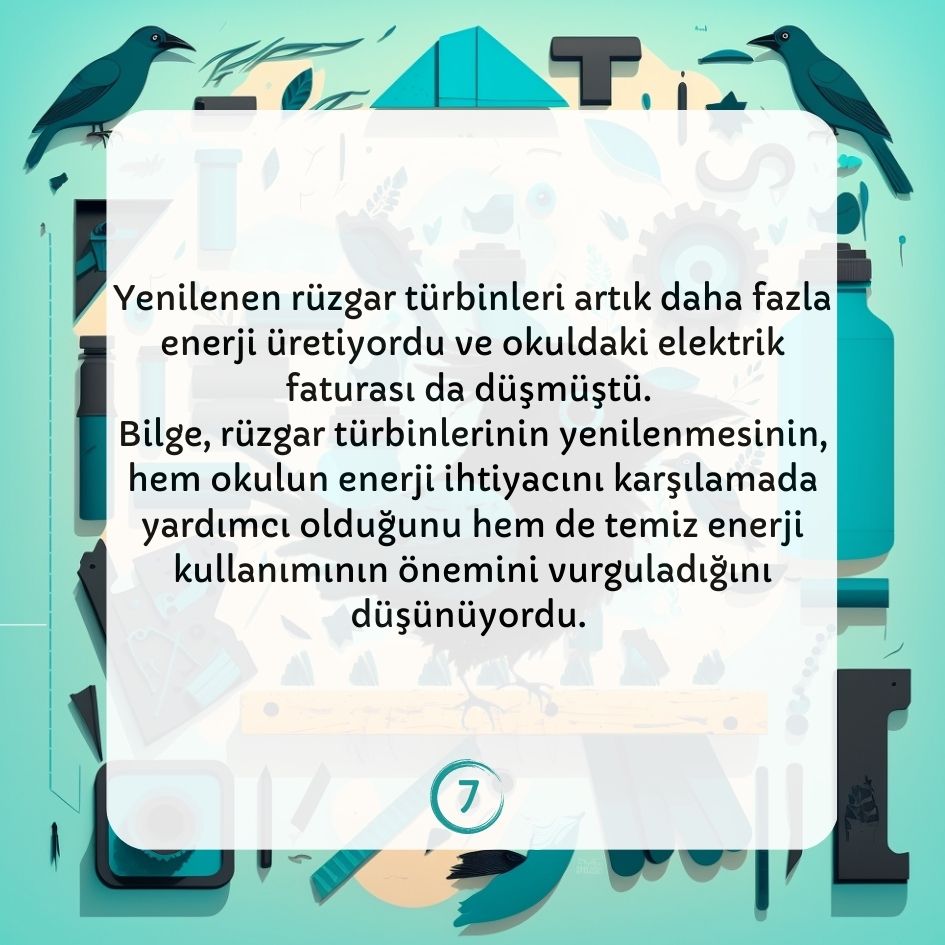 Yenilenen rüzgar türbinleri artık daha fazla
enerji üretiyordu ve okuldaki elektrik
faturası da düşmüştü.
Bilge, rüzgar türbinlerinin yenilenmesinin,
hem okulun enerji ihtiyacını karşılamada
yardımcı olduğunu hem de temiz enerji
kullanımının önemini vurguladığını
düşünüyordu.
7